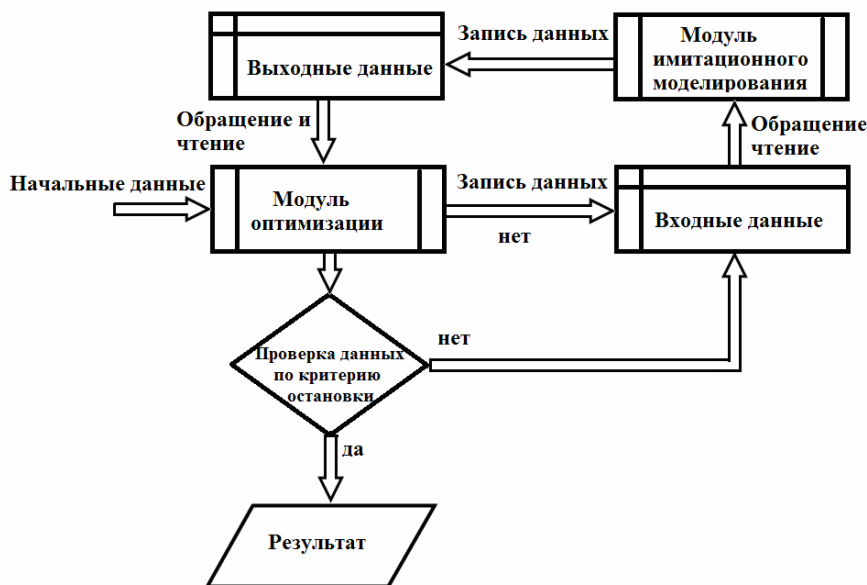 Выходные данные
Запись данных
Модуль
имитационного
моделирования
Обращение и
чтение
Обращение
чтение
Начальные данные
Модуль
оптимизации
Запись данных
нет
Входные данные
Проверка данных
по критерию
остановки
нет
да
Результат